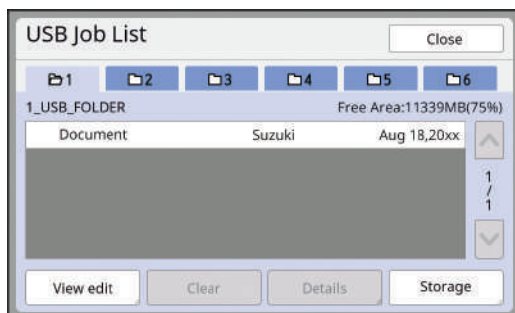 USB Job List
Close
1 2 3 4 5 6
1_USB_FOLDER Free Area:11339MB(75%)
Document Suzuki Aug 18,20xx
1
/
1
View edit Clear Details Storage